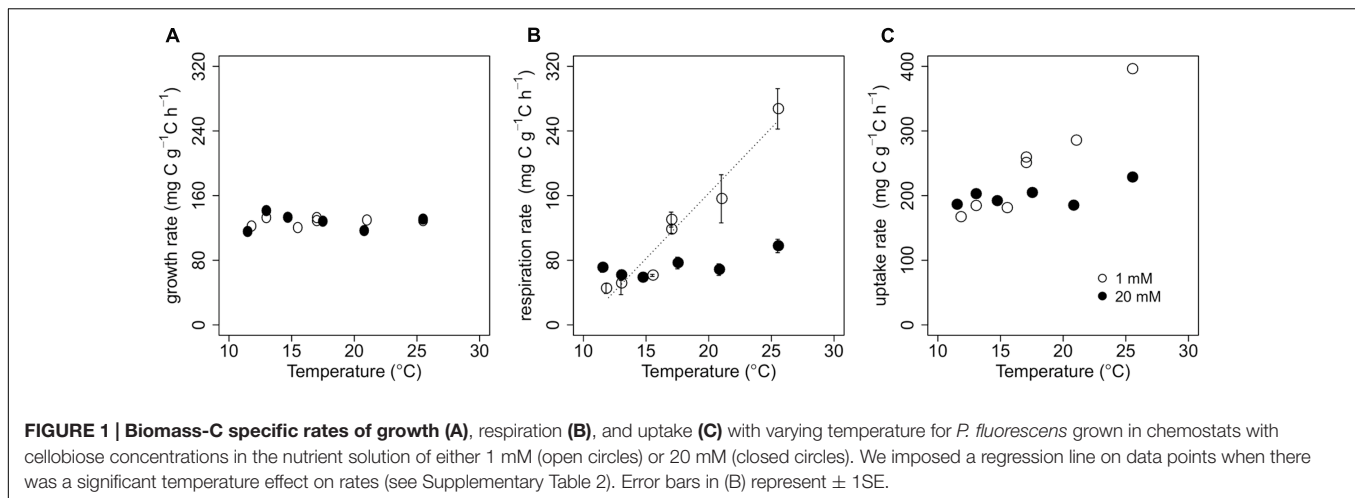 A
B
C
growth rate (mg C g⁻¹C h⁻¹)
0 80 160 240 320
10 15 20 25 30
Temperature (°C)
respiration rate (mg C g⁻¹C h⁻¹)
0 80 160 240 320
10 15 20 25 30
Temperature (°C)
uptake rate (mg C g⁻¹C h⁻¹)
0 100 200 300 400
1 mM
20 mM
10 15 20 25 30
Temperature (°C)
FIGURE 1 | Biomass-C specific rates of growth (A), respiration (B), and uptake (C) with varying temperature for P. fluorescens grown in chemostats with
cellobiose concentrations in the nutrient solution of either 1 mM (open circles) or 20 mM (closed circles). We imposed a regression line on data points when there
was a significant temperature effect on rates (see Supplementary Table 2). Error bars in (B) represent ± 1SE.